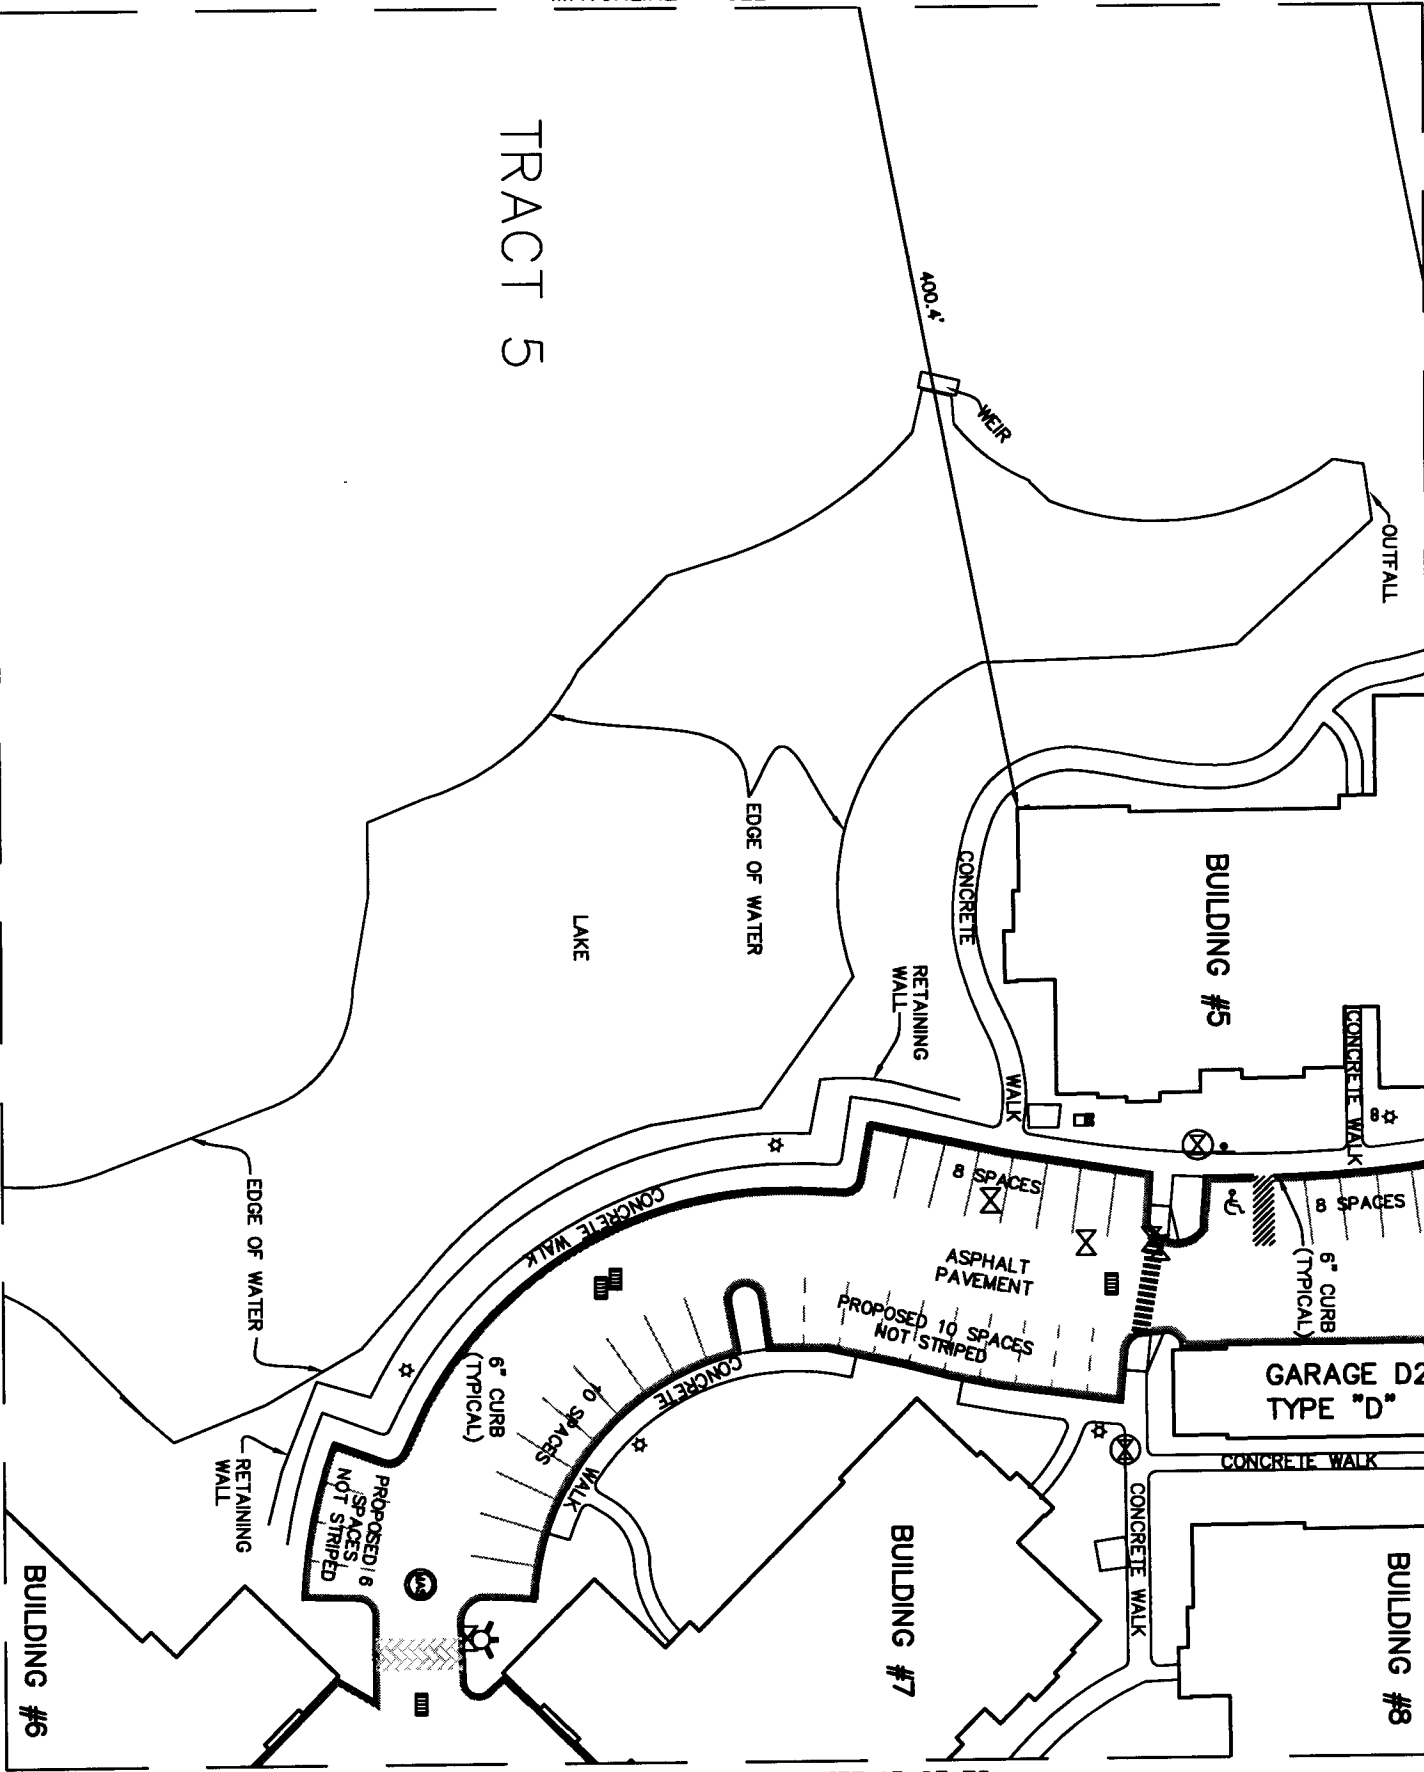 TRACT 5
400.4'
WEIR
OUTFALL
EDGE OF WATER
LAKE
CONCRETE
WALK
RETAINING
WALL
BUILDING #5
CONCRETE WALK
8
8 SPACES
8 SPACES
6" CURB
(TYPICAL)
ASPHALT
PAVEMENT
PROPOSED 10 SPACES
NOT STRIPED
GARAGE D2
TYPE "D"
CONCRETE WALK
CONCRETE WALK
BUILDING #8
BUILDING #7
CONCRETE
WALK
10 SPACES
6" CURB
(TYPICAL)
CONCRETE WALK
EDGE OF WATER
RETAINING
WALL
PROPOSED 6
SPACES
NOT STRIPED
MAS
BUILDING #6